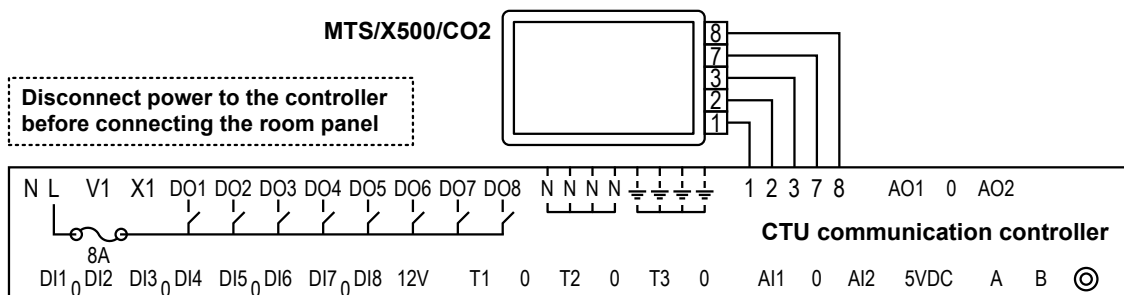 MTS/X500/CO2
8
7
3
2
1
Disconnect power to the controller
before connecting the room panel
N L V1 X1 DO1 DO2 DO3 DO4 DO5 DO6 DO7 DO8 N N N N 1 2 3 7 8 AO1 0 AO2
CTU communication controller
8A
DI1 0 DI2 DI3 0 DI4 DI5 0 DI6 DI7 0 DI8 12V T1 0 T2 0 T3 0 AI1 0 AI2 5VDC A B